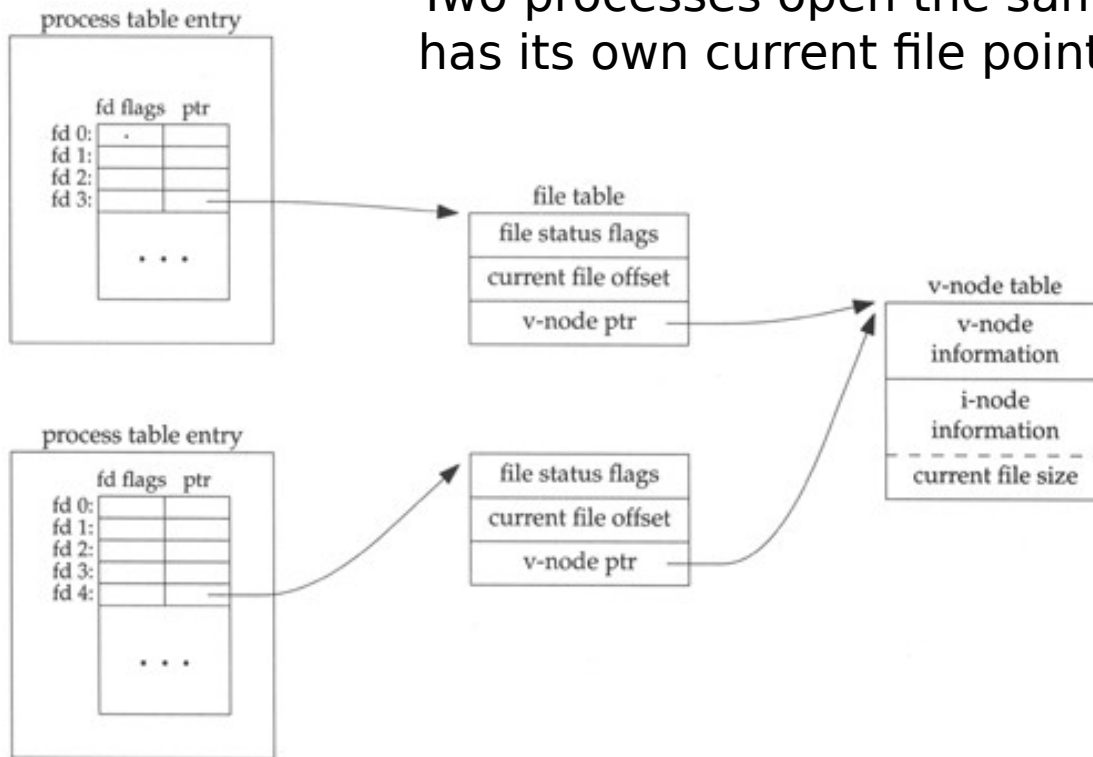 Two processes open the sam
has its own current file point
process table entry
fd flags ptr
fd 0:
fd 1:
fd 2:
fd 3:
. . .
file table
file status flags
current file offset
v-node ptr
v-node table
v-node
information
i-node
information
current file size
process table entry
fd flags ptr
fd 0:
fd 1:
fd 2:
fd 3:
fd 4:
. . .
file status flags
current file offset
v-node ptr